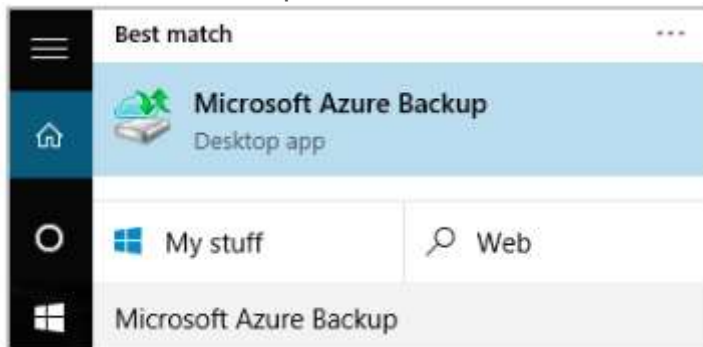 Best match
Microsoft Azure Backup
Desktop app
My stuff
Web
Microsoft Azure Backup